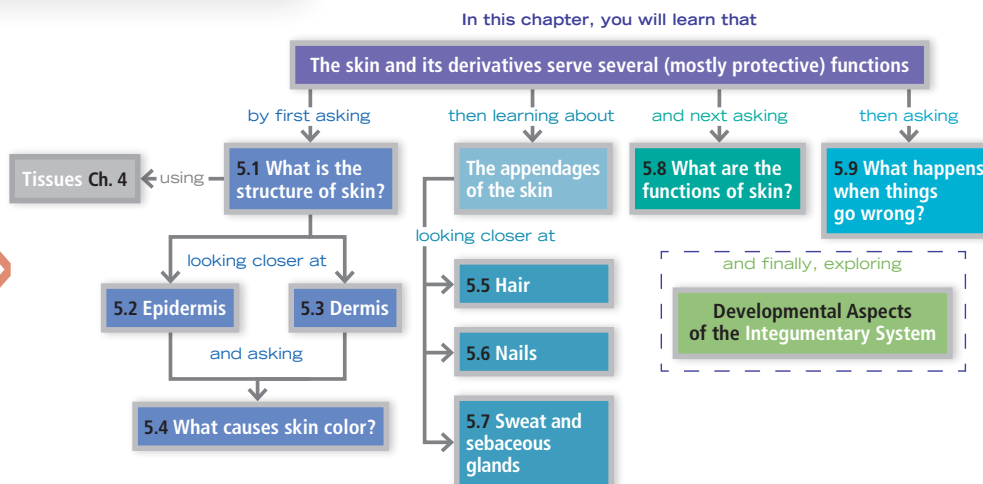 In this chapter, you will learn that
The skin and its derivatives serve several (mostly protective) functions
by first asking
then learning about
and next asking
then asking
Tissues Ch. 4
using
5.1 What is the
structure of skin?
The appendages
of the skin
5.8 What are the
functions of skin?
5.9 What happens
when things
go wrong?
looking closer at
looking closer at
5.2 Epidermis
5.3 Dermis
and asking
5.4 What causes skin color?
5.5 Hair
5.6 Nails
5.7 Sweat and
sebaceous
glands
and finally, exploring
Developmental Aspects
of the Integumentary System